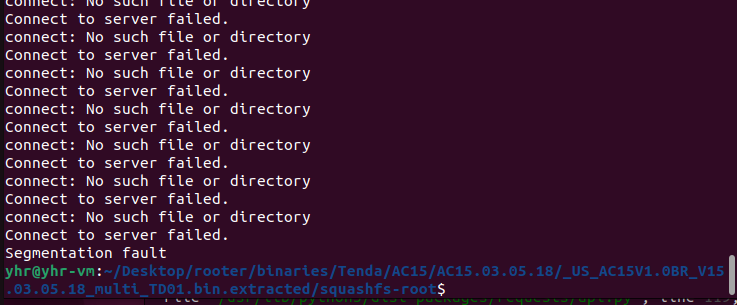 connect: No such file or directory
Connect to server failed.
connect: No such file or directory
Connect to server failed.
connect: No such file or directory
Connect to server failed.
connect: No such file or directory
Connect to server failed.
connect: No such file or directory
Connect to server failed.
connect: No such file or directory
Connect to server failed.
connect: No such file or directory
Connect to server failed.
Segmentation fault
yhr@yhr-vm:~/Desktop/rooter/binaries/Tenda/AC15/AC15.03.05.18/_US_AC15V1.0BR_V15
.03.05.18_multi_TD01.bin.extracted/squashfs-root$